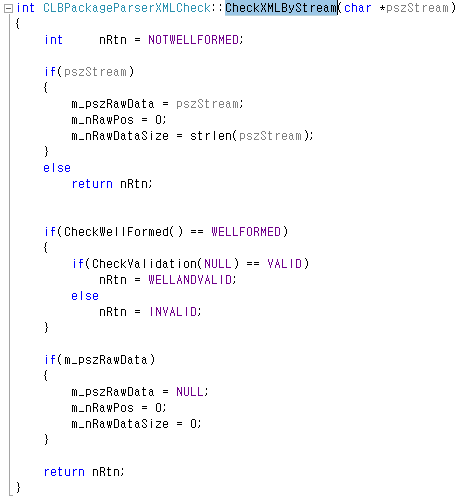 int CLBPackageParserXMLCheck::CheckXMLByStream(char *pszStream)
{
    int     nRtn = NOTWELLFORMED;

    if(pszStream)
    {
        m_pszRawData = pszStream;
        m_nRawPos = 0;
        m_nRawDataSize = strlen(pszStream);
    }
    else
        return nRtn;


    if(CheckWellFormed() == WELLFORMED)
    {
        if(CheckValidation(NULL) == VALID)
            nRtn = WELLANDVALID;
        else
            nRtn = INVALID;
    }

    if(m_pszRawData)
    {
        m_pszRawData = NULL;
        m_nRawPos = 0;
        m_nRawDataSize = 0;
    }

    return nRtn;
}